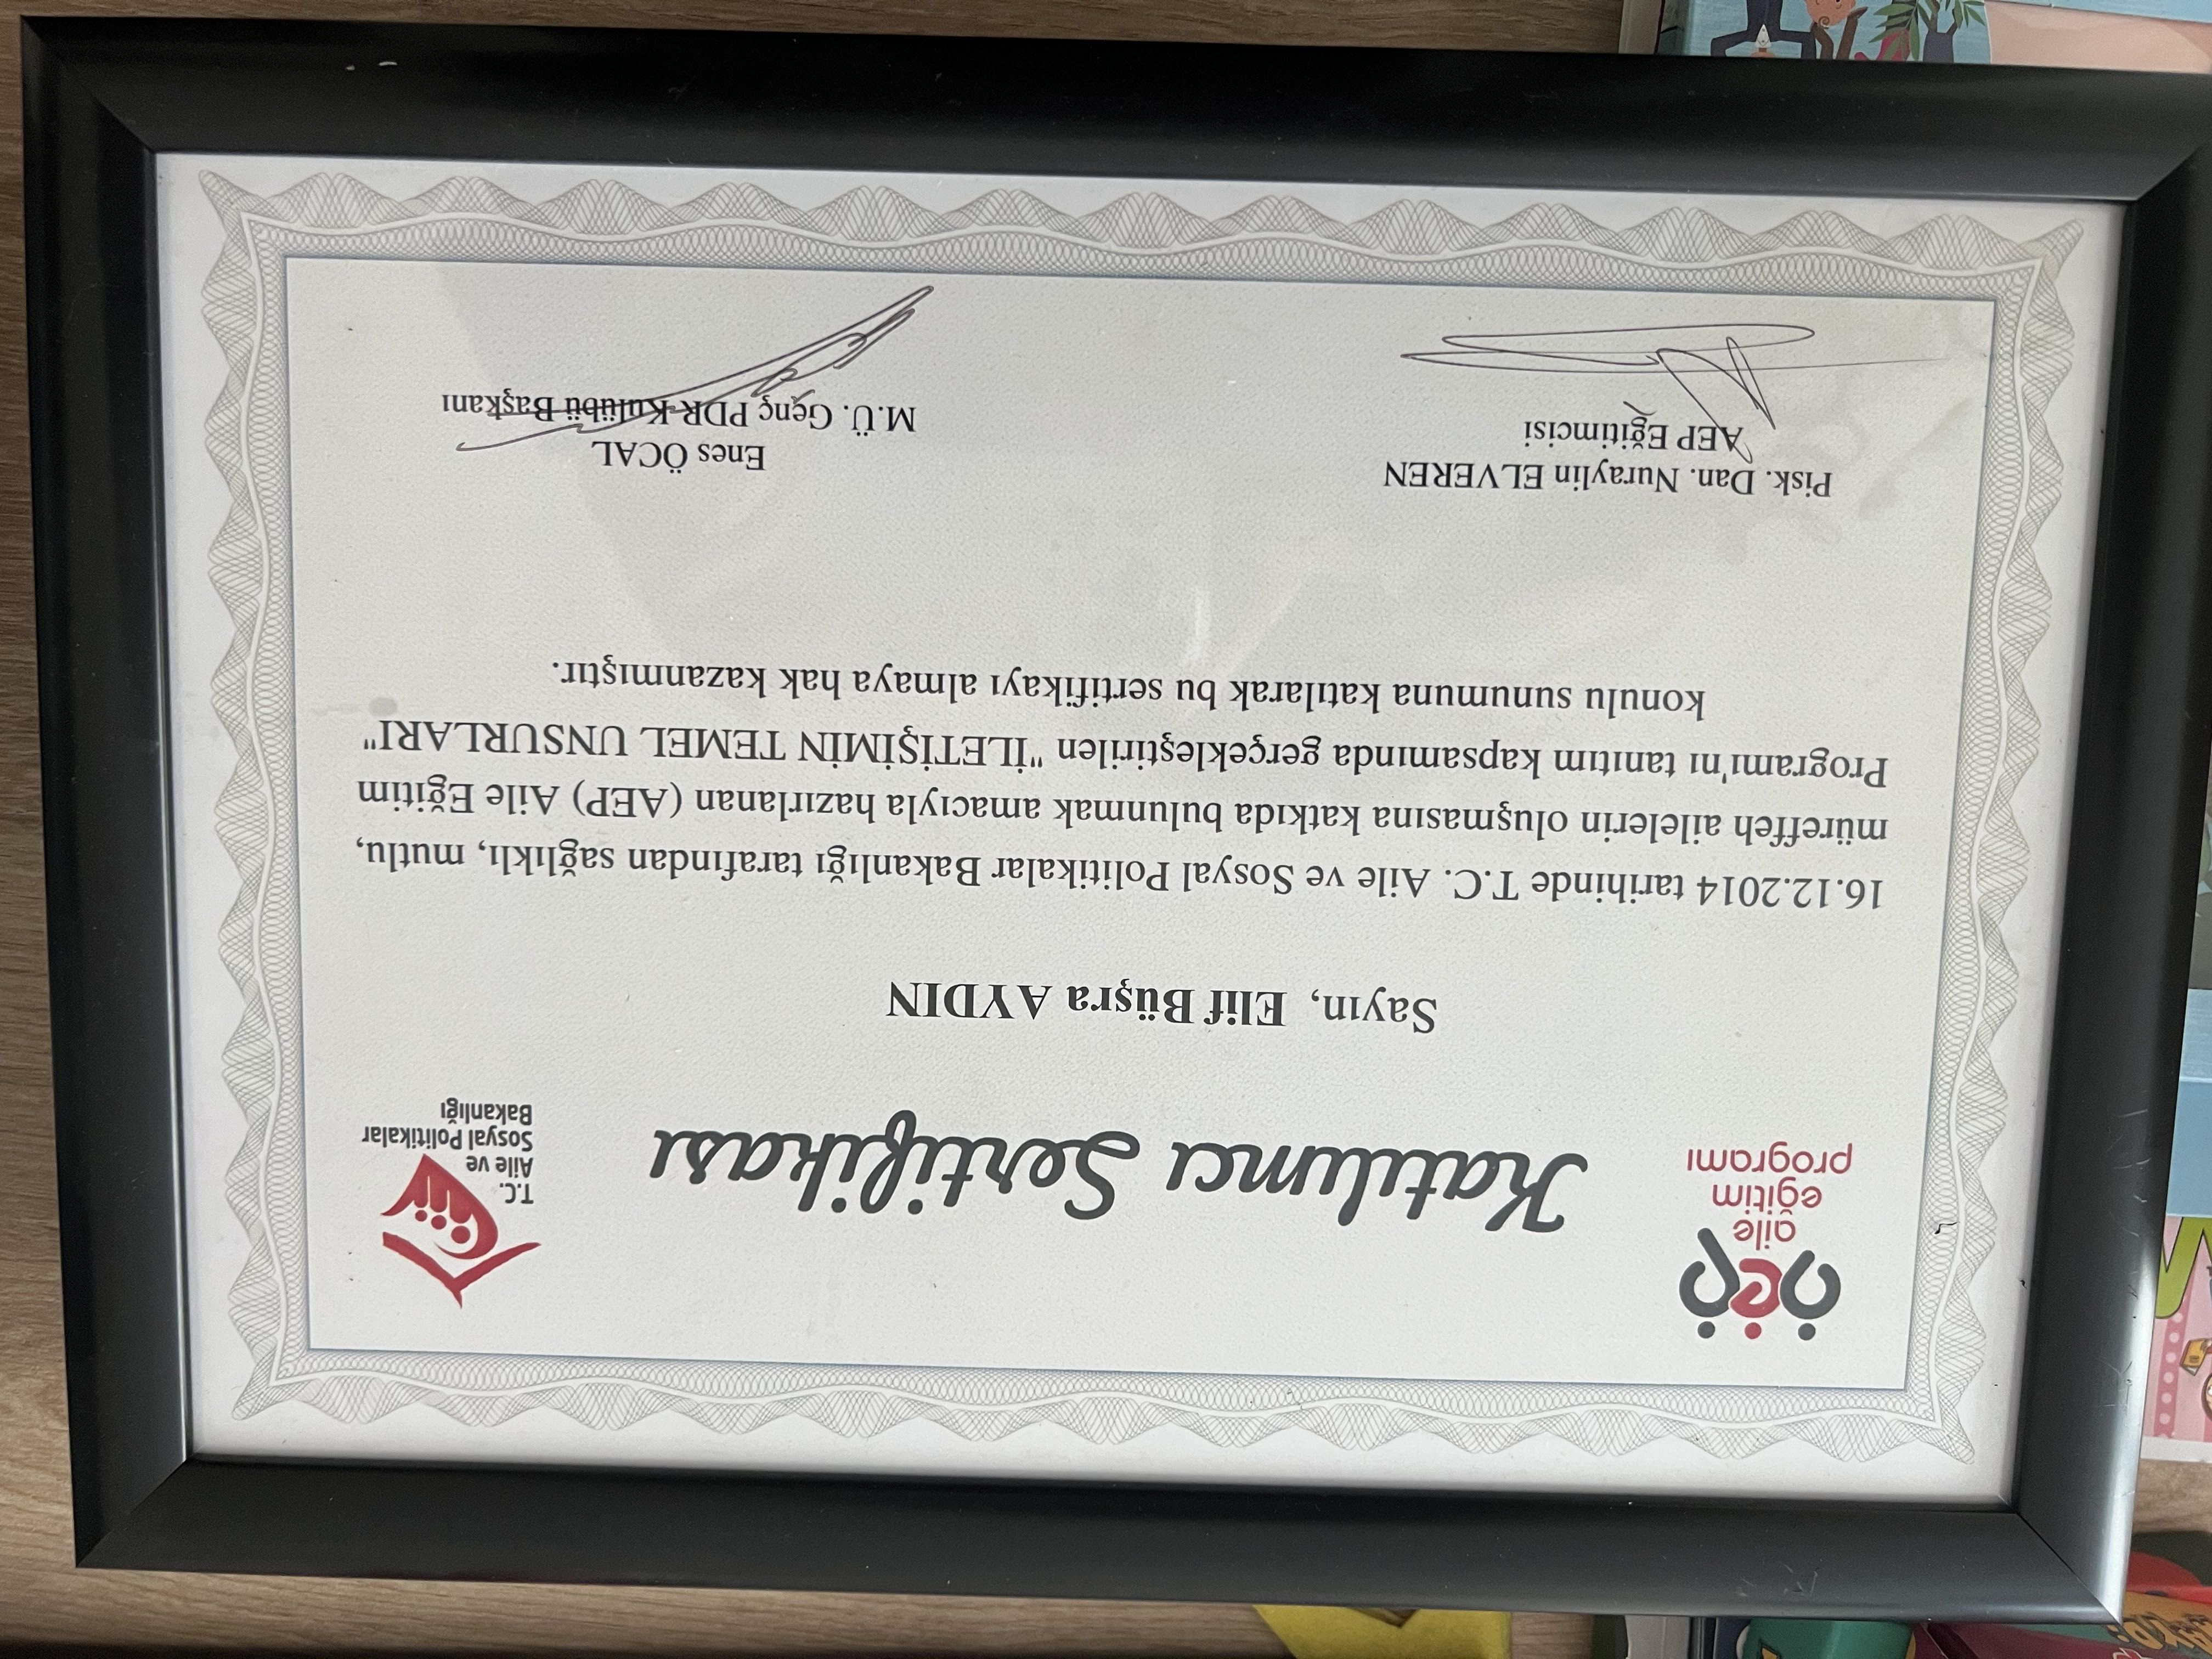 aep
aile
eğitim
programı
Katılımcı Sertifikası
T.C.
Aile ve
Sosyal Politikalar
Bakanlığı
Sayın, Elif Büşra AYDIN
16.12.2014 tarihinde T.C. Aile ve Sosyal Politikalar Bakanlığı tarafından sağlıklı, mutlu,
müreffeh ailelerin oluşmasına katkıda bulunmak amacıyla hazırlanan (AEP) Aile Eğitim
Programı'nı tanıtım kapsamında gerçekleştirilen "İLETİŞİMİN TEMEL UNSURLARI"
konulu sunumuna katılarak bu sertifikayı almaya hak kazanmıştır.
Pisk. Dan. Nuraylin ELVEREN
AEP Eğitimcisi
Enes ÖCAL
M.Ü. Genç PDR Kulübü Başkanı